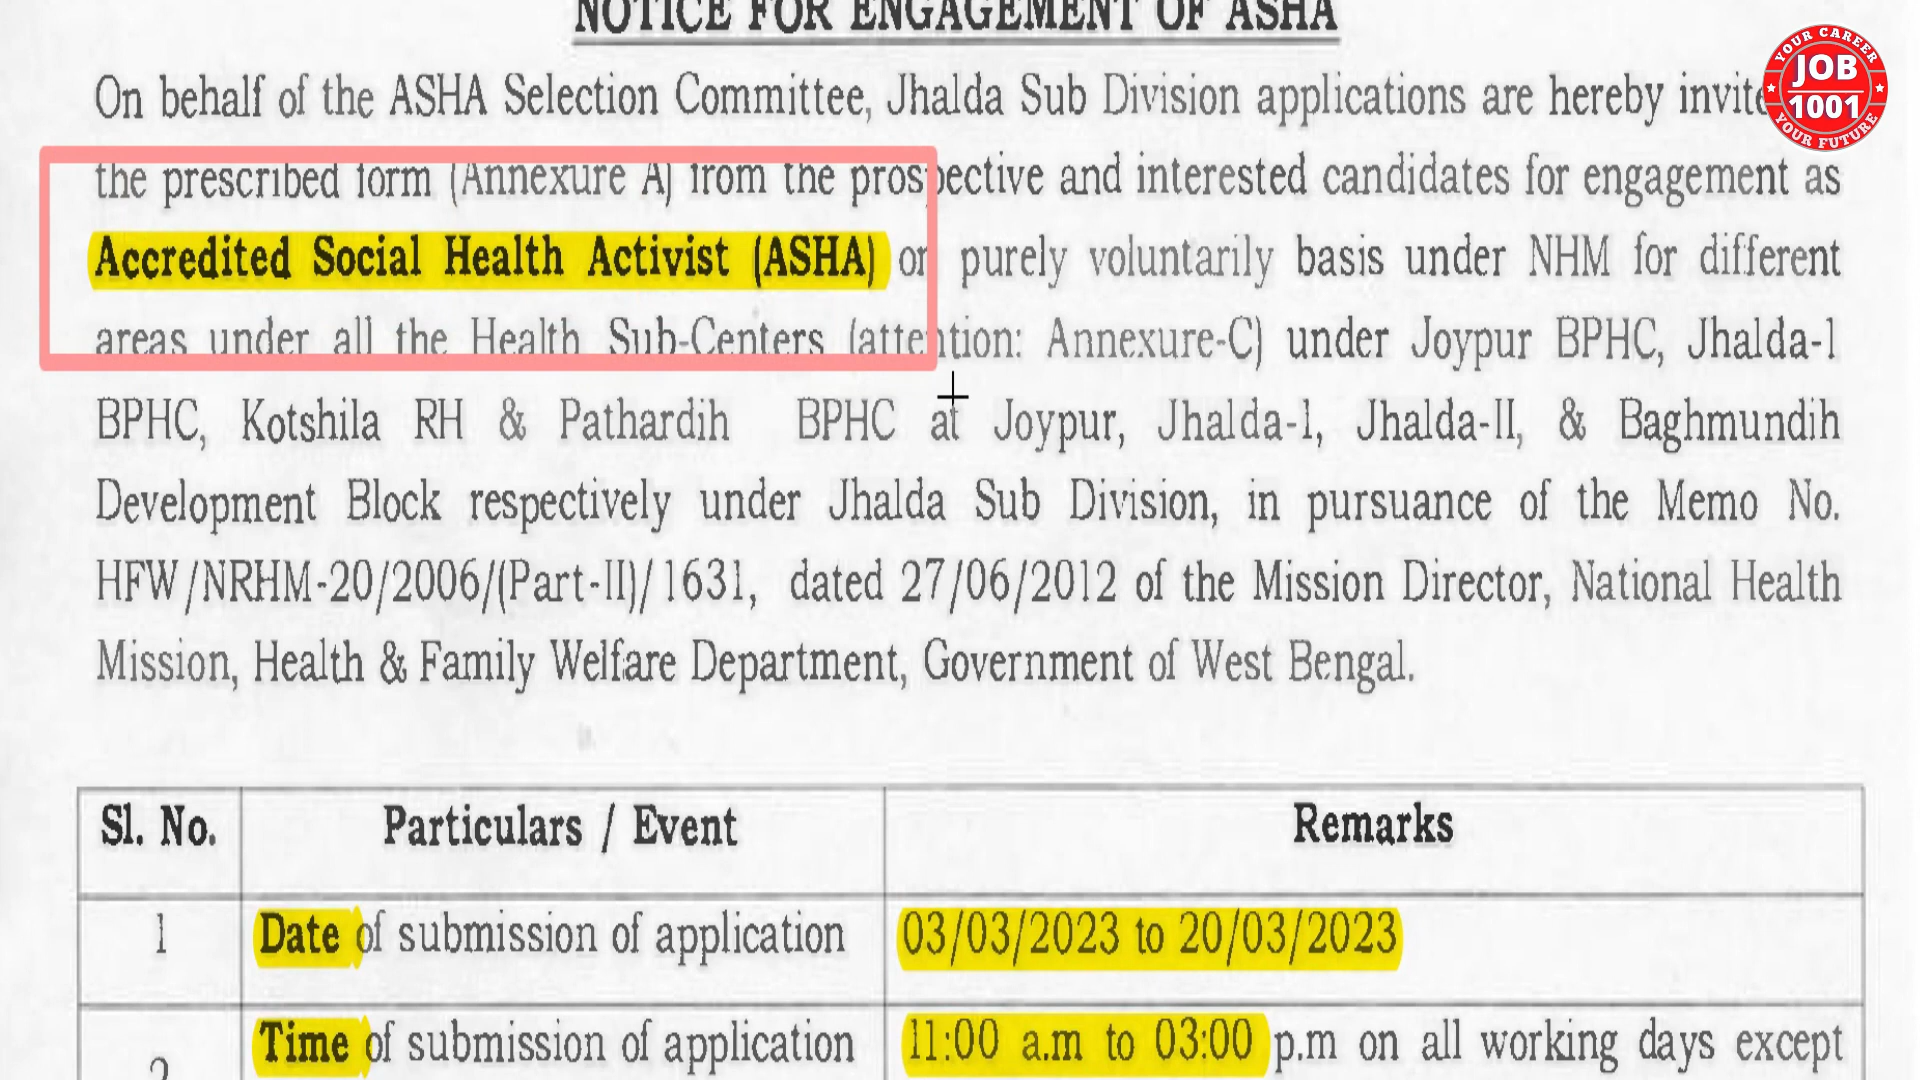 NOTICE FOR ENGAGEMENT OF ASHA
YOUR CAREER
JOB
1001
YOUR FUTURE
On behalf of the ASHA Selection Committee, Jhalda Sub Division applications are hereby invite
the prescribed form (Annexure A) from the prospective and interested candidates for engagement as
Accredited Social Health Activist (ASHA) on purely voluntarily basis under NHM for different
areas under all the Health Sub-Centers (attention: Annexure-C) under Joypur BPHC, Jhalda-1
BPHC, Kotshila RH & Pathardih BPHC at Joypur, Jhalda-1, Jhalda-II, & Baghmundih
Development Block respectively under Jhalda Sub Division, in pursuance of the Memo No.
HFW/NRHM-20/2006/(Part-II)/1631, dated 27/06/2012 of the Mission Director, National Health
Mission, Health & Family Welfare Department, Government of West Bengal.
Sl. No. Particulars / Event Remarks
1 Date of submission of application 03/03/2023 to 20/03/2023
2 Time of submission of application 11:00 a.m to 03:00 p.m on all working days except